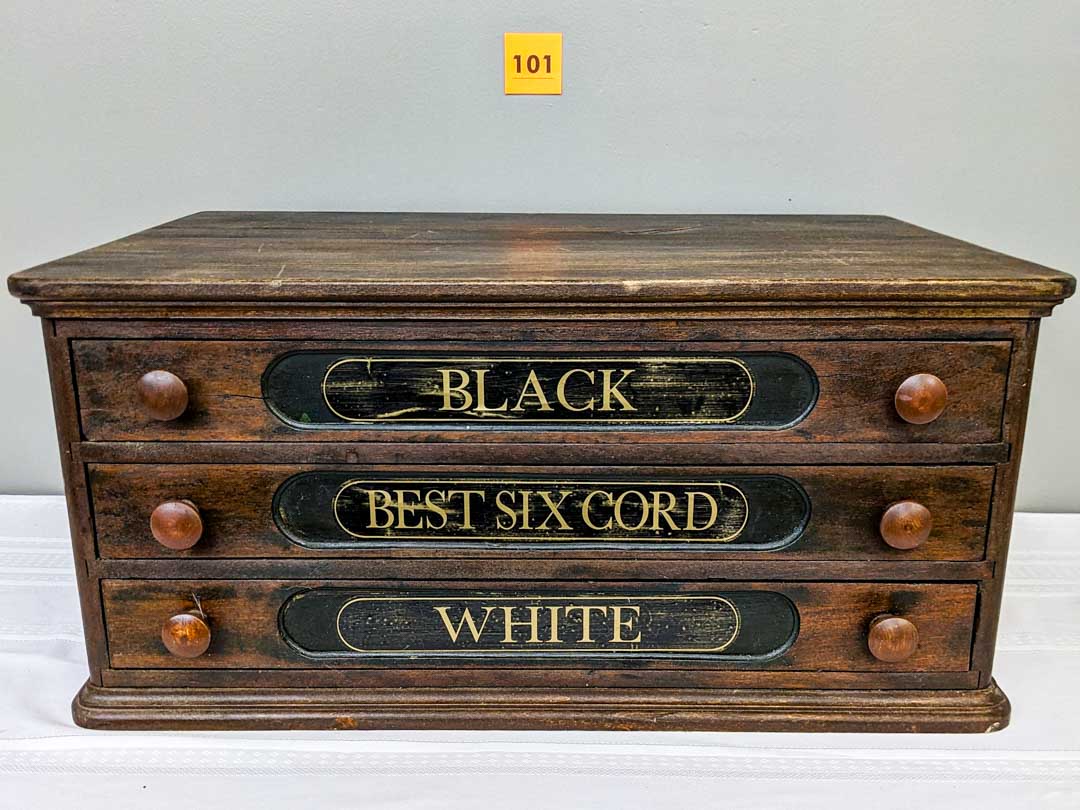 101
BLACK
BEST SIX CORD
WHITE